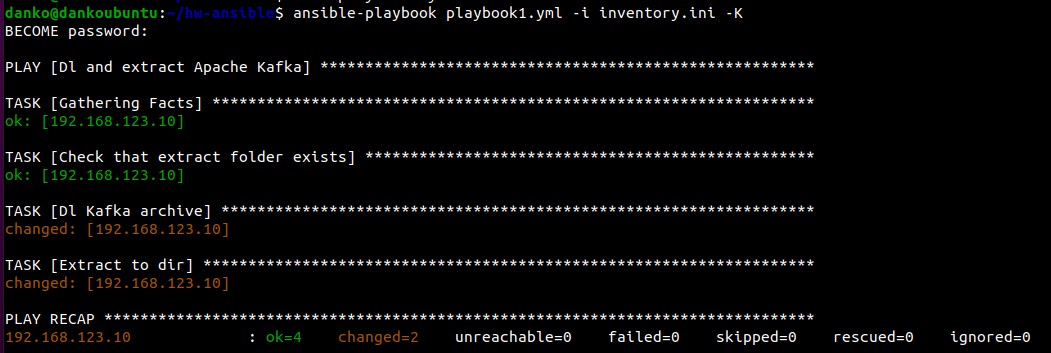 danko@dankoubuntu:~/hw-ansible$ ansible-playbook playbook1.yml -i inventory.ini -K
BECOME password:
PLAY [Dl and extract Apache Kafka] *******************************************************
TASK [Gathering Facts] *******************************************************************
ok: [192.168.123.10]
TASK [Check that extract folder exists] **************************************************
ok: [192.168.123.10]
TASK [Dl Kafka archive] ******************************************************************
changed: [192.168.123.10]
TASK [Extract to dir] ********************************************************************
changed: [192.168.123.10]
PLAY RECAP *******************************************************************************
192.168.123.10             : ok=4    changed=2    unreachable=0    failed=0    skipped=0    rescued=0    ignored=0